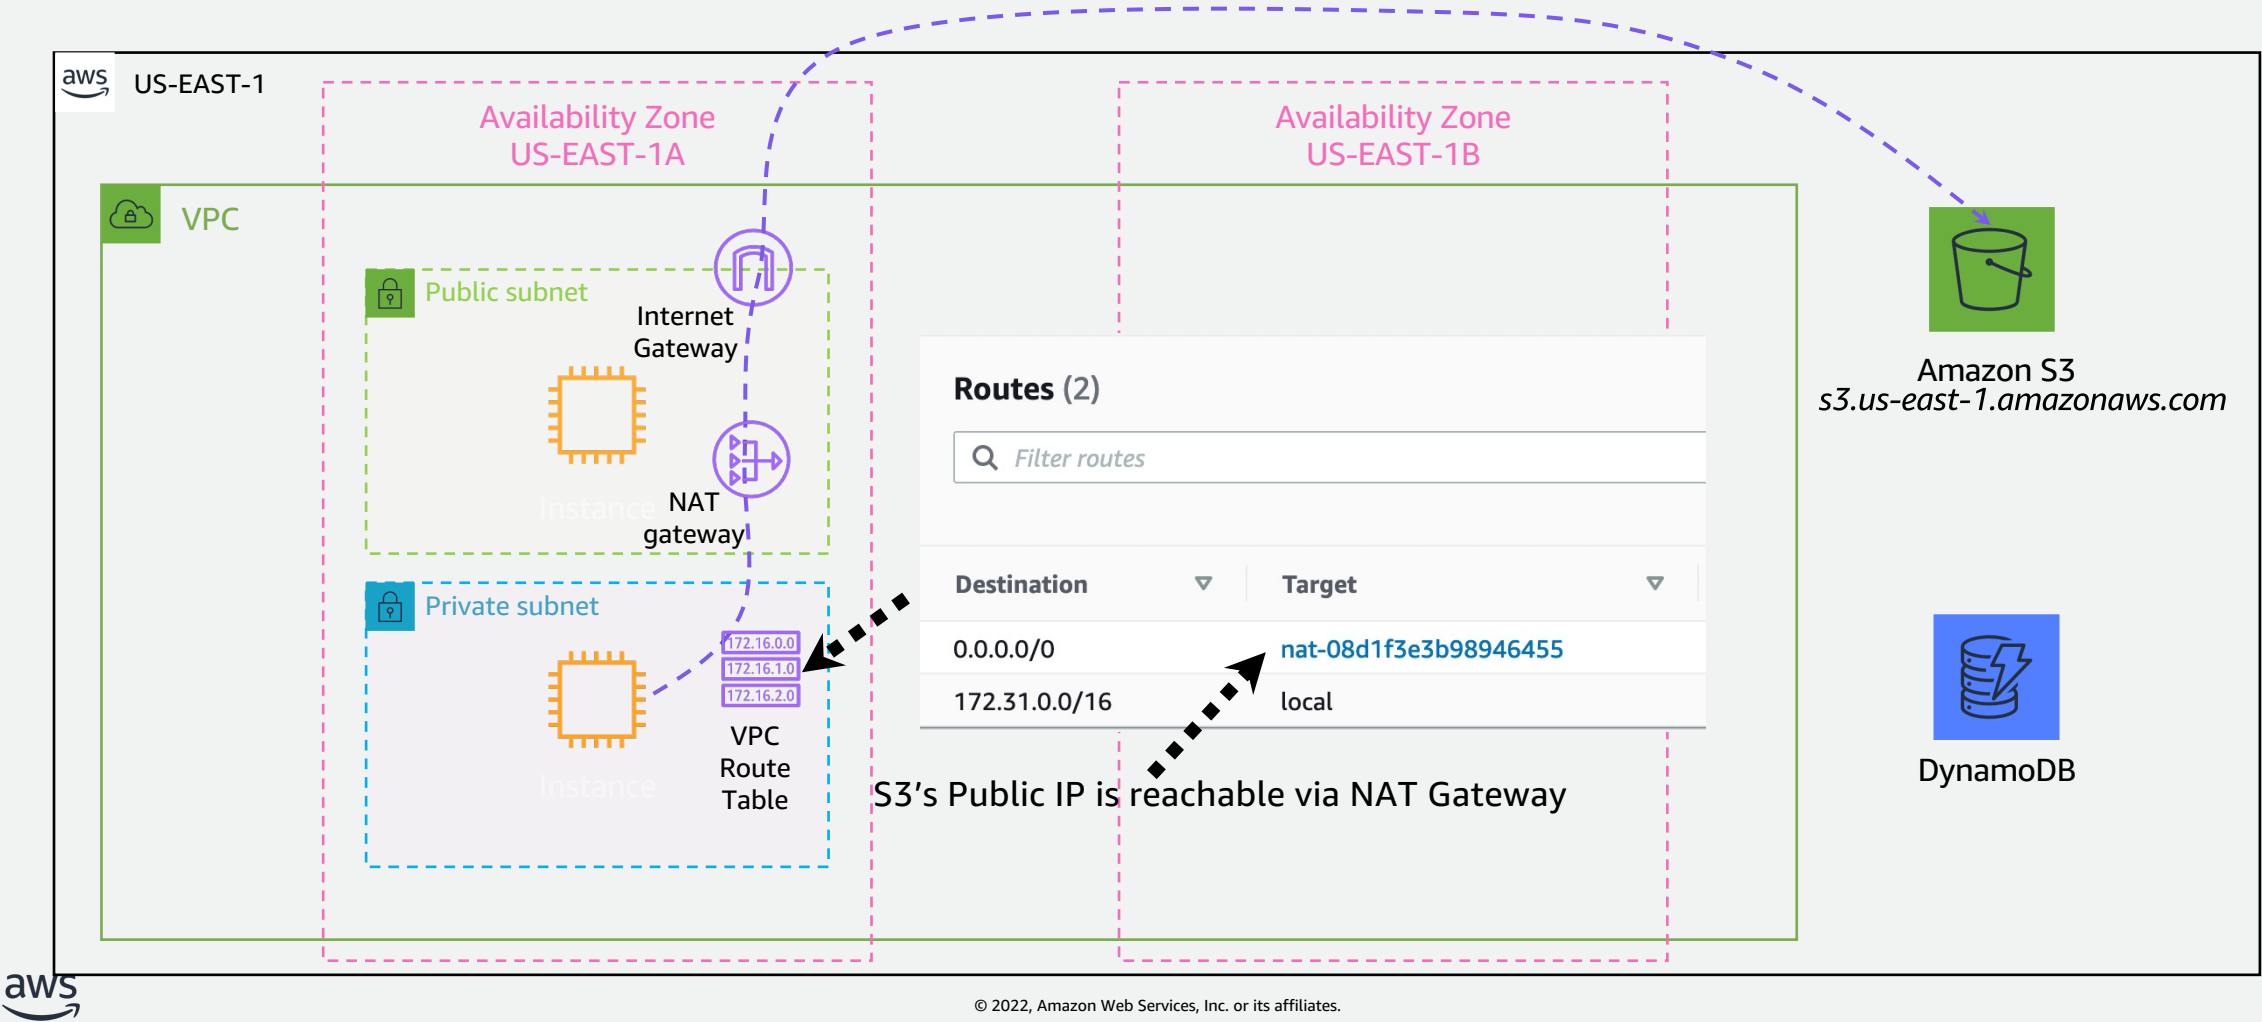 aws
US-EAST-1
Availability Zone
US-EAST-1A
Availability Zone
US-EAST-1B
VPC
Public subnet
Internet
Gateway
Instance
NAT
gateway
Private subnet
172.16.0.0
172.16.1.0
172.16.2.0
Instance
VPC
Route
Table
Routes (2)
Filter routes
Destination
Target
0.0.0.0/0
nat-08d1f3e3b98946455
172.31.0.0/16
local
S3's Public IP is reachable via NAT Gateway
Amazon S3
s3.us-east-1.amazonaws.com
DynamoDB
aws
© 2022, Amazon Web Services, Inc. or its affiliates.